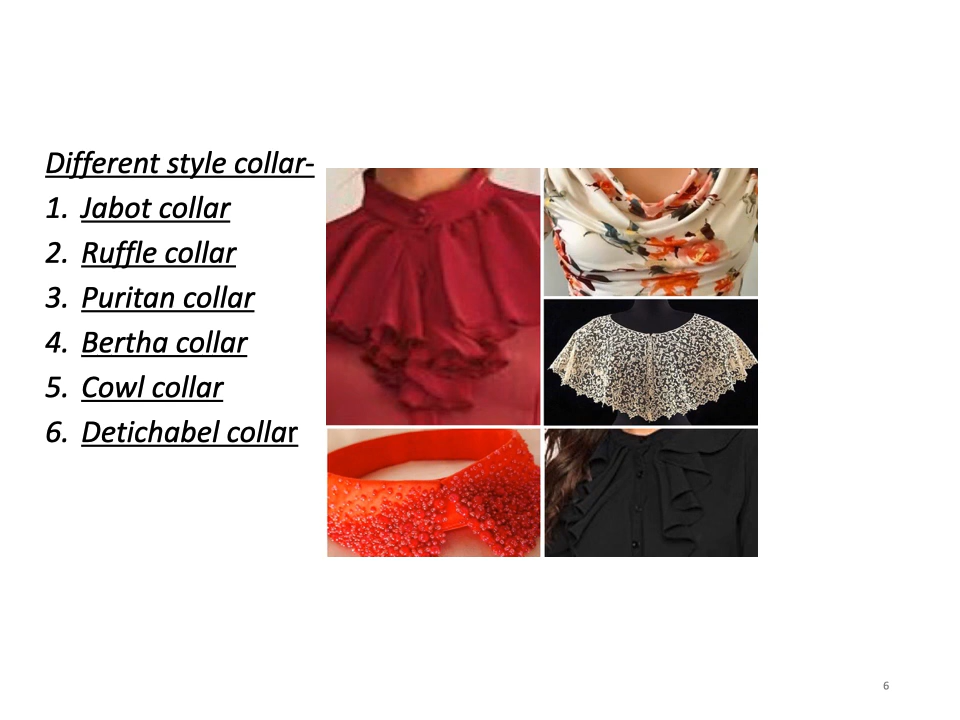 Different style collar-
1. Jabot collar
2. Ruffle collar
3. Puritan collar
4. Bertha collar
5. Cowl collar
6. Detichabel collar
6